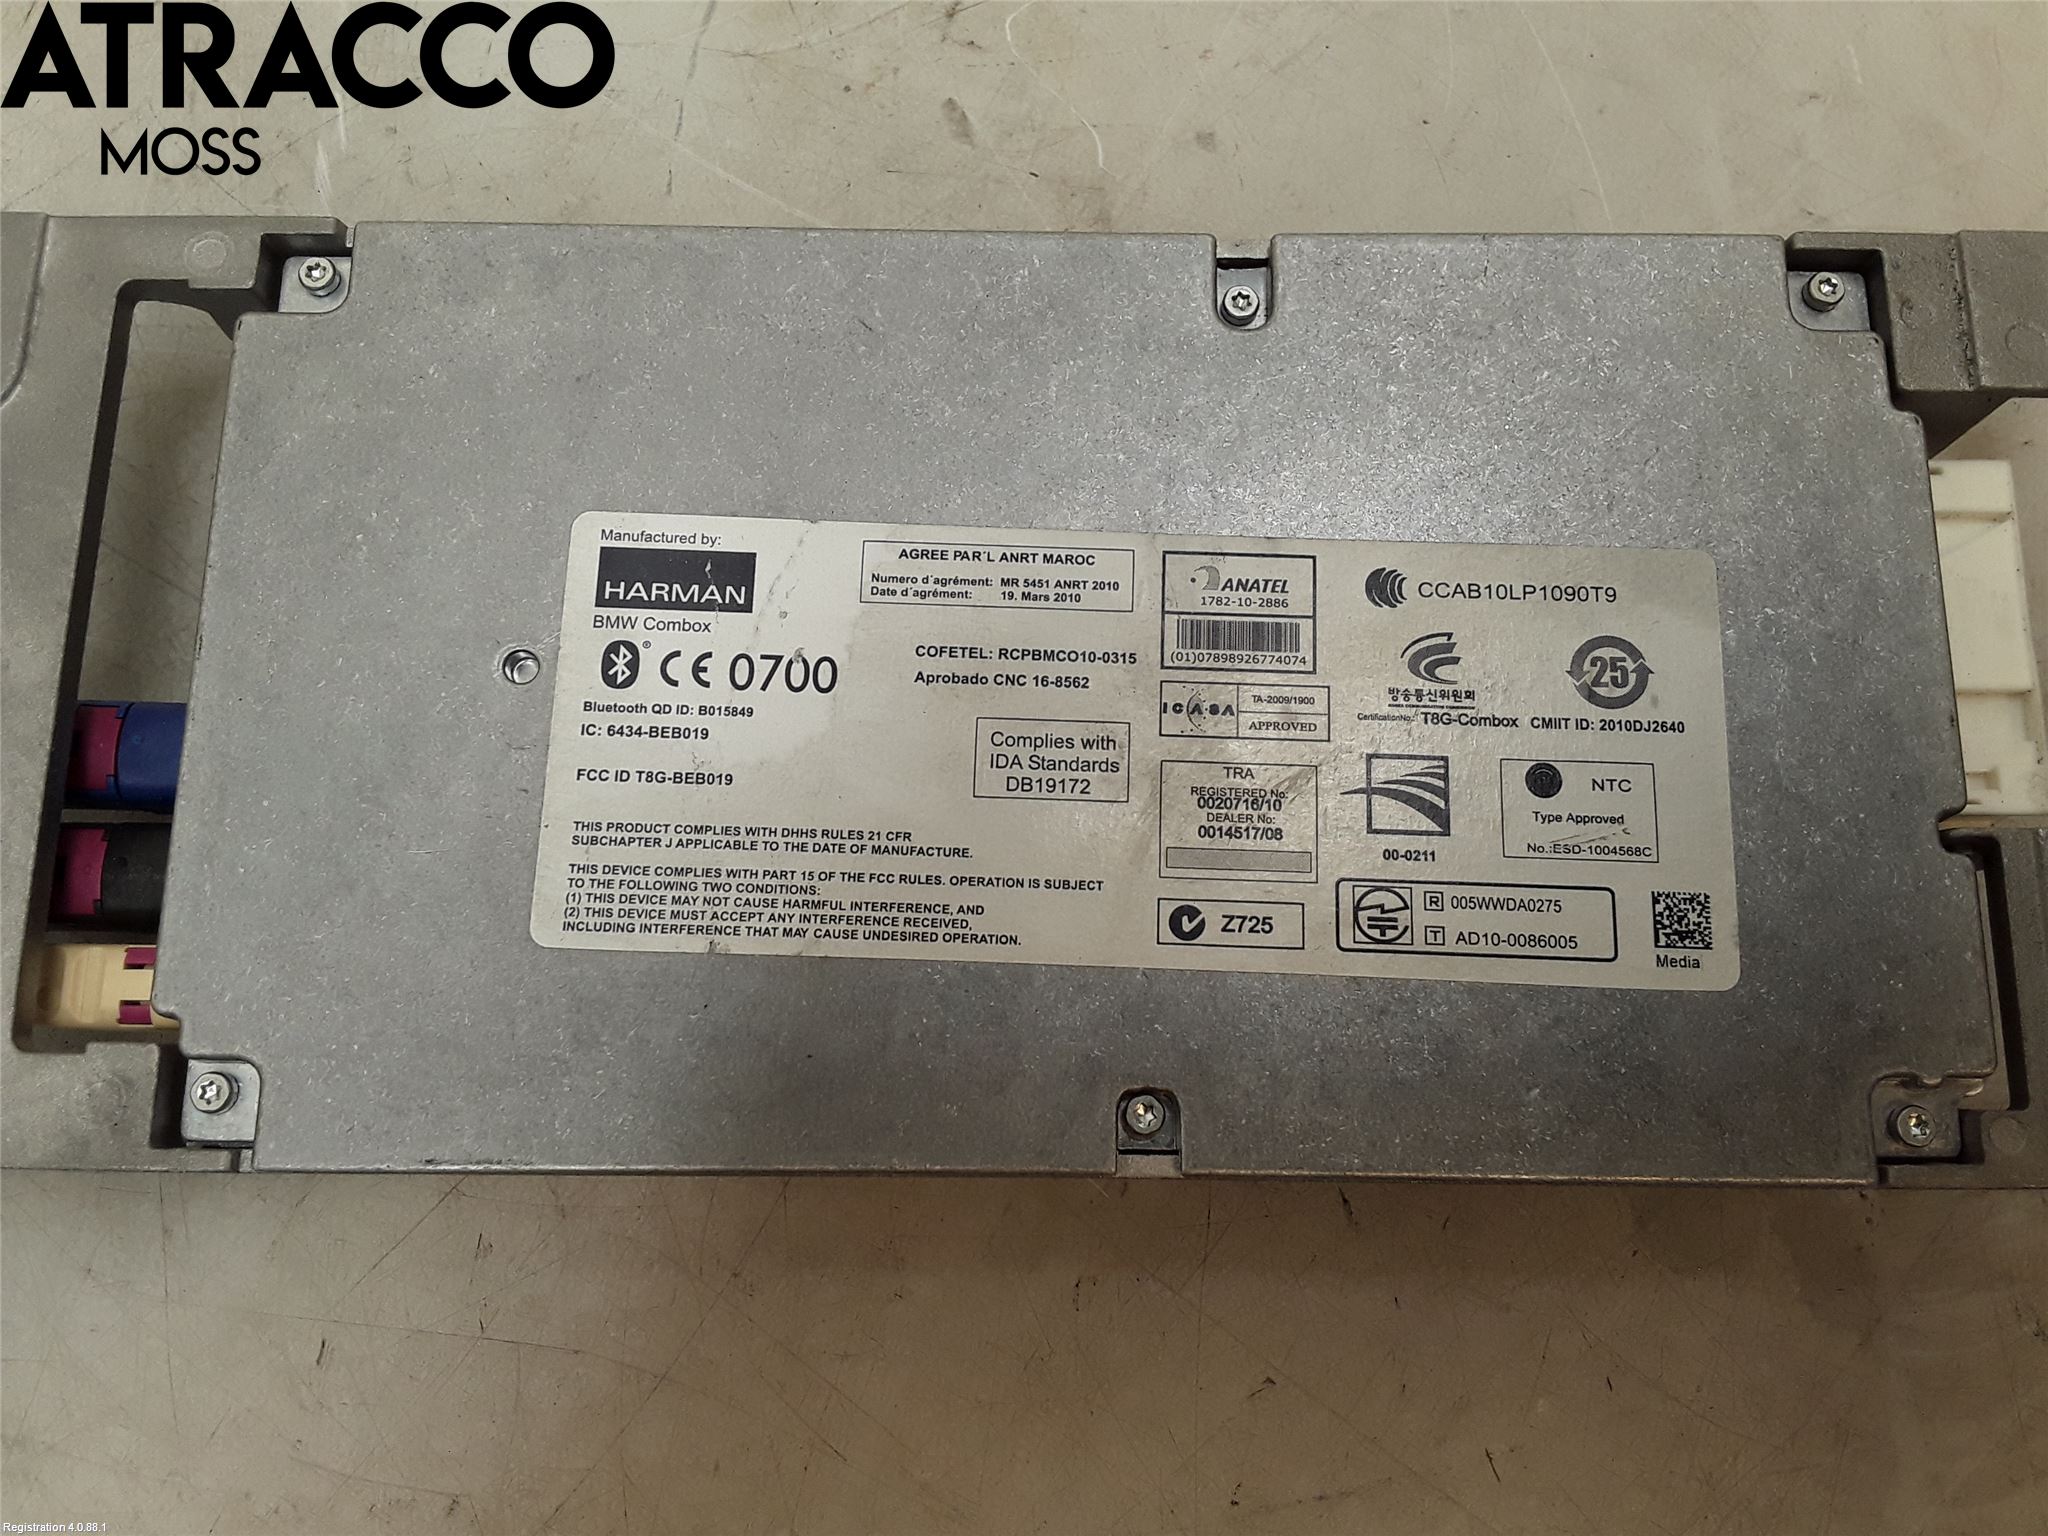 ATRACCO
MOSS
Manufactured by:
HARMAN
BMW Combox
® CE 0700
Bluetooth QD ID: B015849
IC: 6434-BEB019
FCC ID T8G-BEB019
THIS PRODUCT COMPLIES WITH DHHS RULES 21 CFR
SUBCHAPTER J APPLICABLE TO THE DATE OF MANUFACTURE.
THIS DEVICE COMPLIES WITH PART 15 OF THE FCC RULES. OPERATION IS SUBJECT
TO THE FOLLOWING TWO CONDITIONS:
(1) THIS DEVICE MAY NOT CAUSE HARMFUL INTERFERENCE, AND
(2) THIS DEVICE MUST ACCEPT ANY INTERFERENCE RECEIVED,
INCLUDING INTERFERENCE THAT MAY CAUSE UNDESIRED OPERATION.
AGREE PAR´L ANRT MAROC
Numero d´agrément: MR 5451 ANRT 2010
Date d´agrément: 19. Mars 2010
COFETEL: RCPBMCO10-0315
Aprobado CNC 16-8562
Complies with
IDA Standards
DB19172
ANATEL
1782-10-2886
(01)07898926774074
ICASA
TA-2009/1900
APPROVED
TRA
REGISTERED No:
0020716/10
DEALER No:
0014517/08
Z725
CCAB10LP1090T9
방송통신위원회
KOREA COMMUNICATIONS COMMISSION
CertificationNo.: T8G-Combox
25
CMIIT ID: 2010DJ2640
00-0211
NTC
Type Approved
No.:ESD-1004568C
R 005WWDA0275
T AD10-0086005
Media
Registration 4.0.88.1